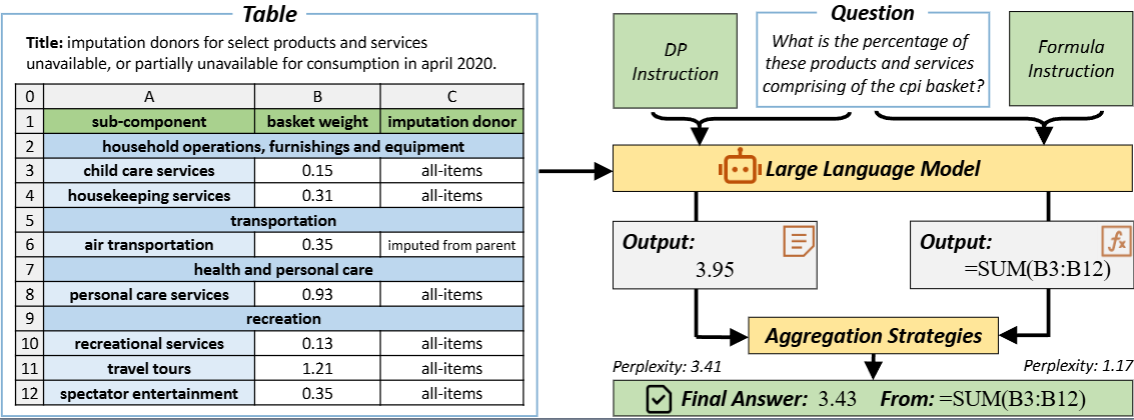 Table
Title: imputation donors for select products and services
unavailable, or partially unavailable for consumption in april 2020.
0 A B C
1 sub-component basket weight imputation donor
2 household operations, furnishings and equipment
3 child care services 0.15 all-items
4 housekeeping services 0.31 all-items
5 transportation
6 air transportation 0.35 imputed from parent
7 health and personal care
8 personal care services 0.93 all-items
9 recreation
10 recreational services 0.13 all-items
11 travel tours 1.21 all-items
12 spectator entertainment 0.35 all-items
DP
Instruction
Question
What is the percentage of
these products and services
comprising of the cpi basket?
Formula
Instruction
Large Language Model
Output:
3.95
Output:
fx
=SUM(B3:B12)
Aggregation Strategies
Perplexity: 3.41
Perplexity: 1.17
Final Answer: 3.43 From: =SUM(B3:B12)